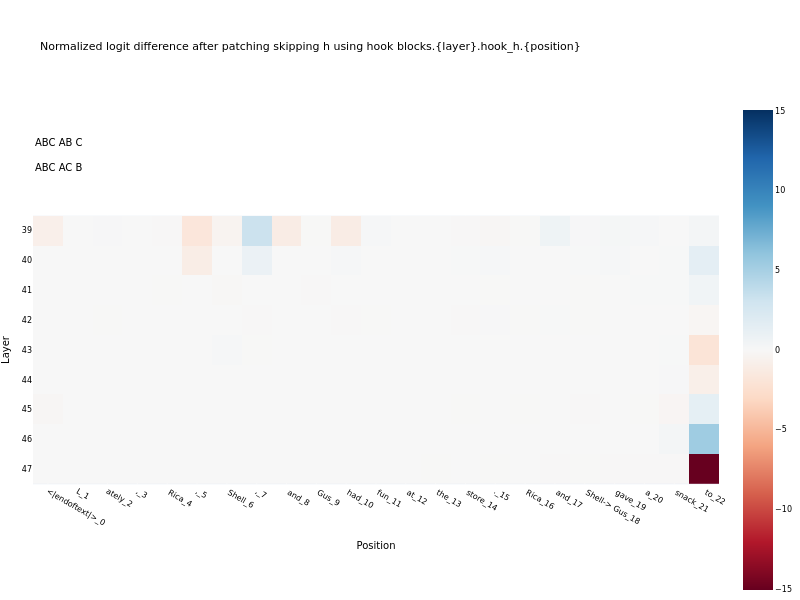 Normalized logit difference after patching skipping h using hook blocks.{layer}.hook_h.{position}
ABC AB C
ABC AC B
15
10
5
0
−5
−10
−15
Layer
39
40
41
42
43
44
45
46
47
<|endoftext|>_0
L_1
ately_2
,_3
Rica_4
,_5
Shell_6
,_7
and_8
Gus_9
had_10
fun_11
at_12
the_13
store_14
._15
Rica_16
and_17
Shell-> Gus_18
gave_19
a_20
snack_21
to_22
Position